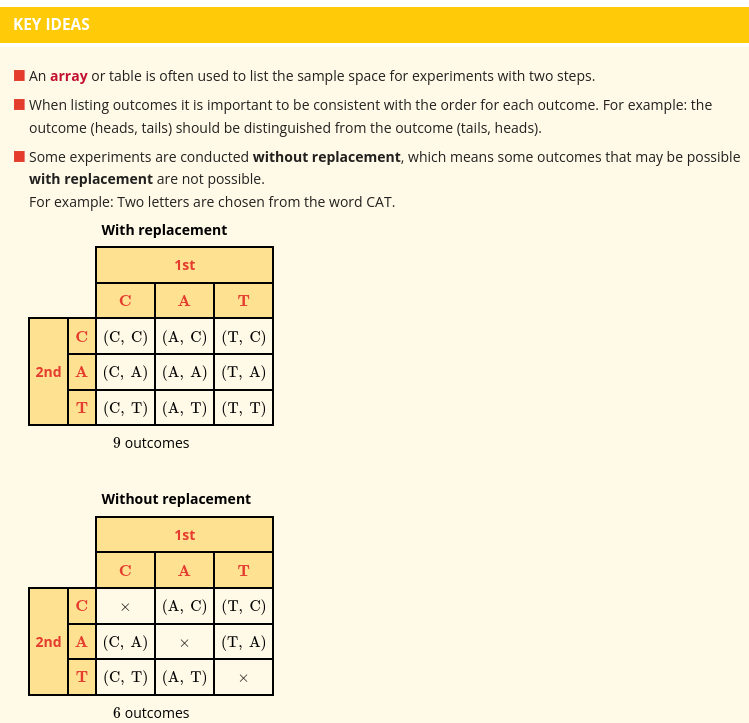 KEY IDEAS
An array or table is often used to list the sample space for experiments with two steps.
When listing outcomes it is important to be consistent with the order for each outcome. For example: the
outcome (heads, tails) should be distinguished from the outcome (tails, heads).
Some experiments are conducted without replacement, which means some outcomes that may be possible
with replacement are not possible.
For example: Two letters are chosen from the word CAT.
With replacement
1st
C A T
C (C, C) (A, C) (T, C)
2nd A (C, A) (A, A) (T, A)
T (C, T) (A, T) (T, T)
9 outcomes
Without replacement
1st
C A T
C × (A, C) (T, C)
2nd A (C, A) × (T, A)
T (C, T) (A, T) ×
6 outcomes